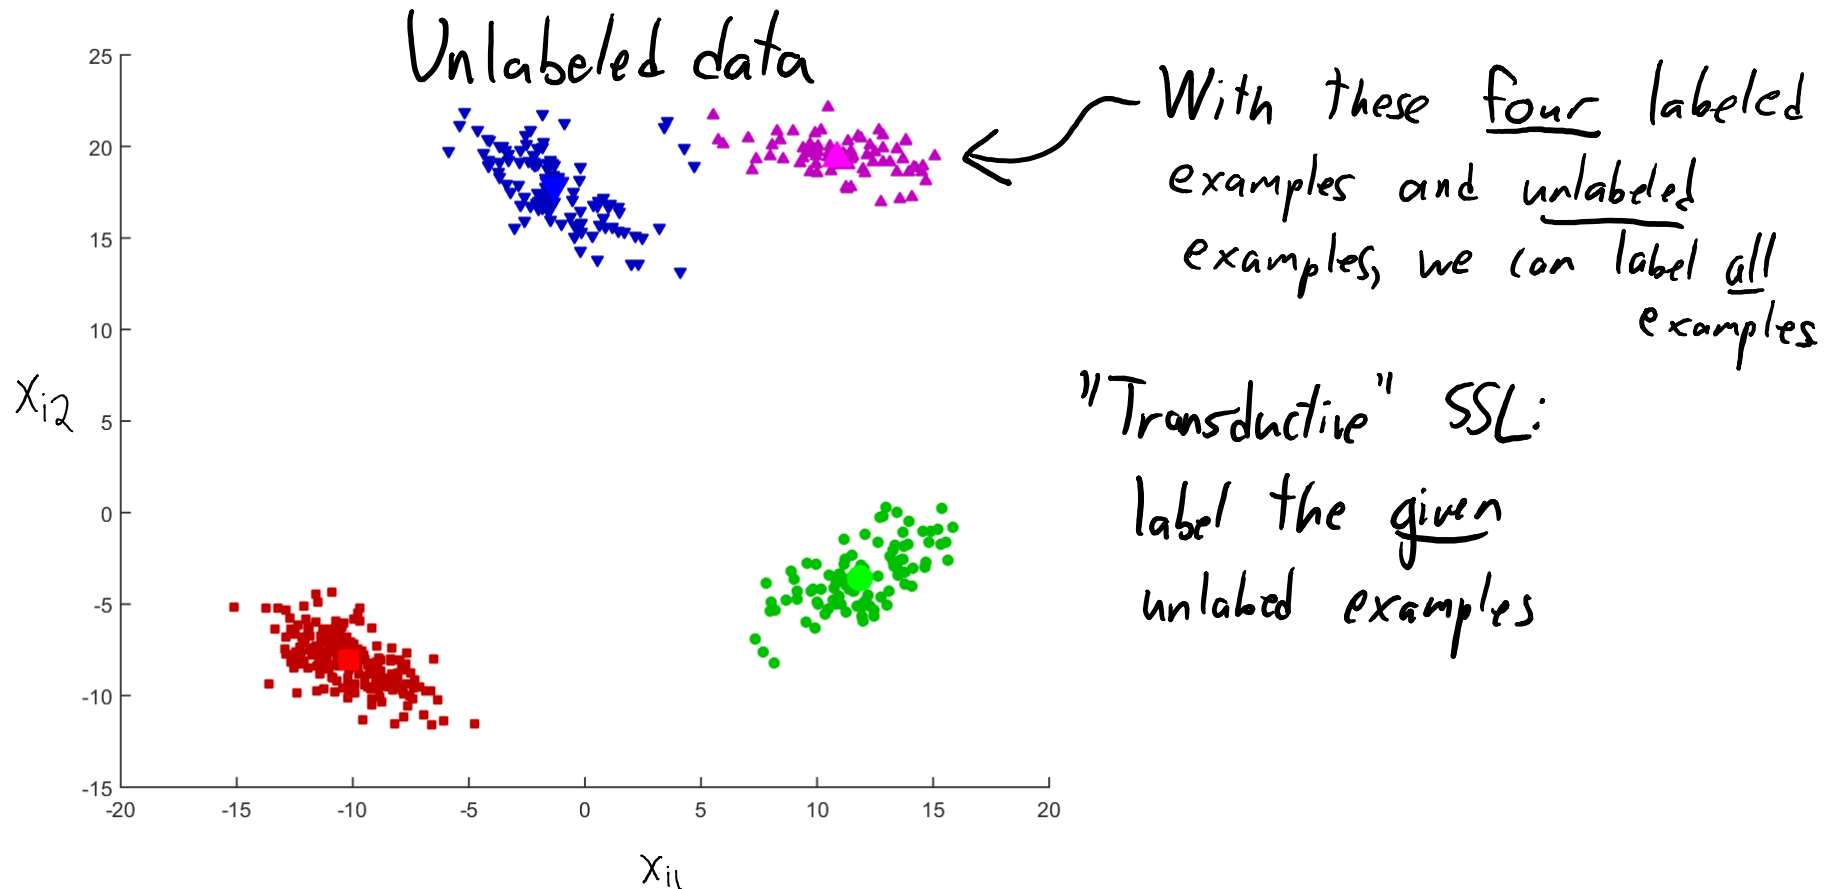 Unlabeled data
With these four labeled
examples and unlabeled
examples, we can label all
examples
"Transductive" SSL:
label the given
unlabed examples
25
20
15
10
5
0
-5
-10
-15
-20 -15 -10 -5 0 5 10 15 20
Xi2
Xi1